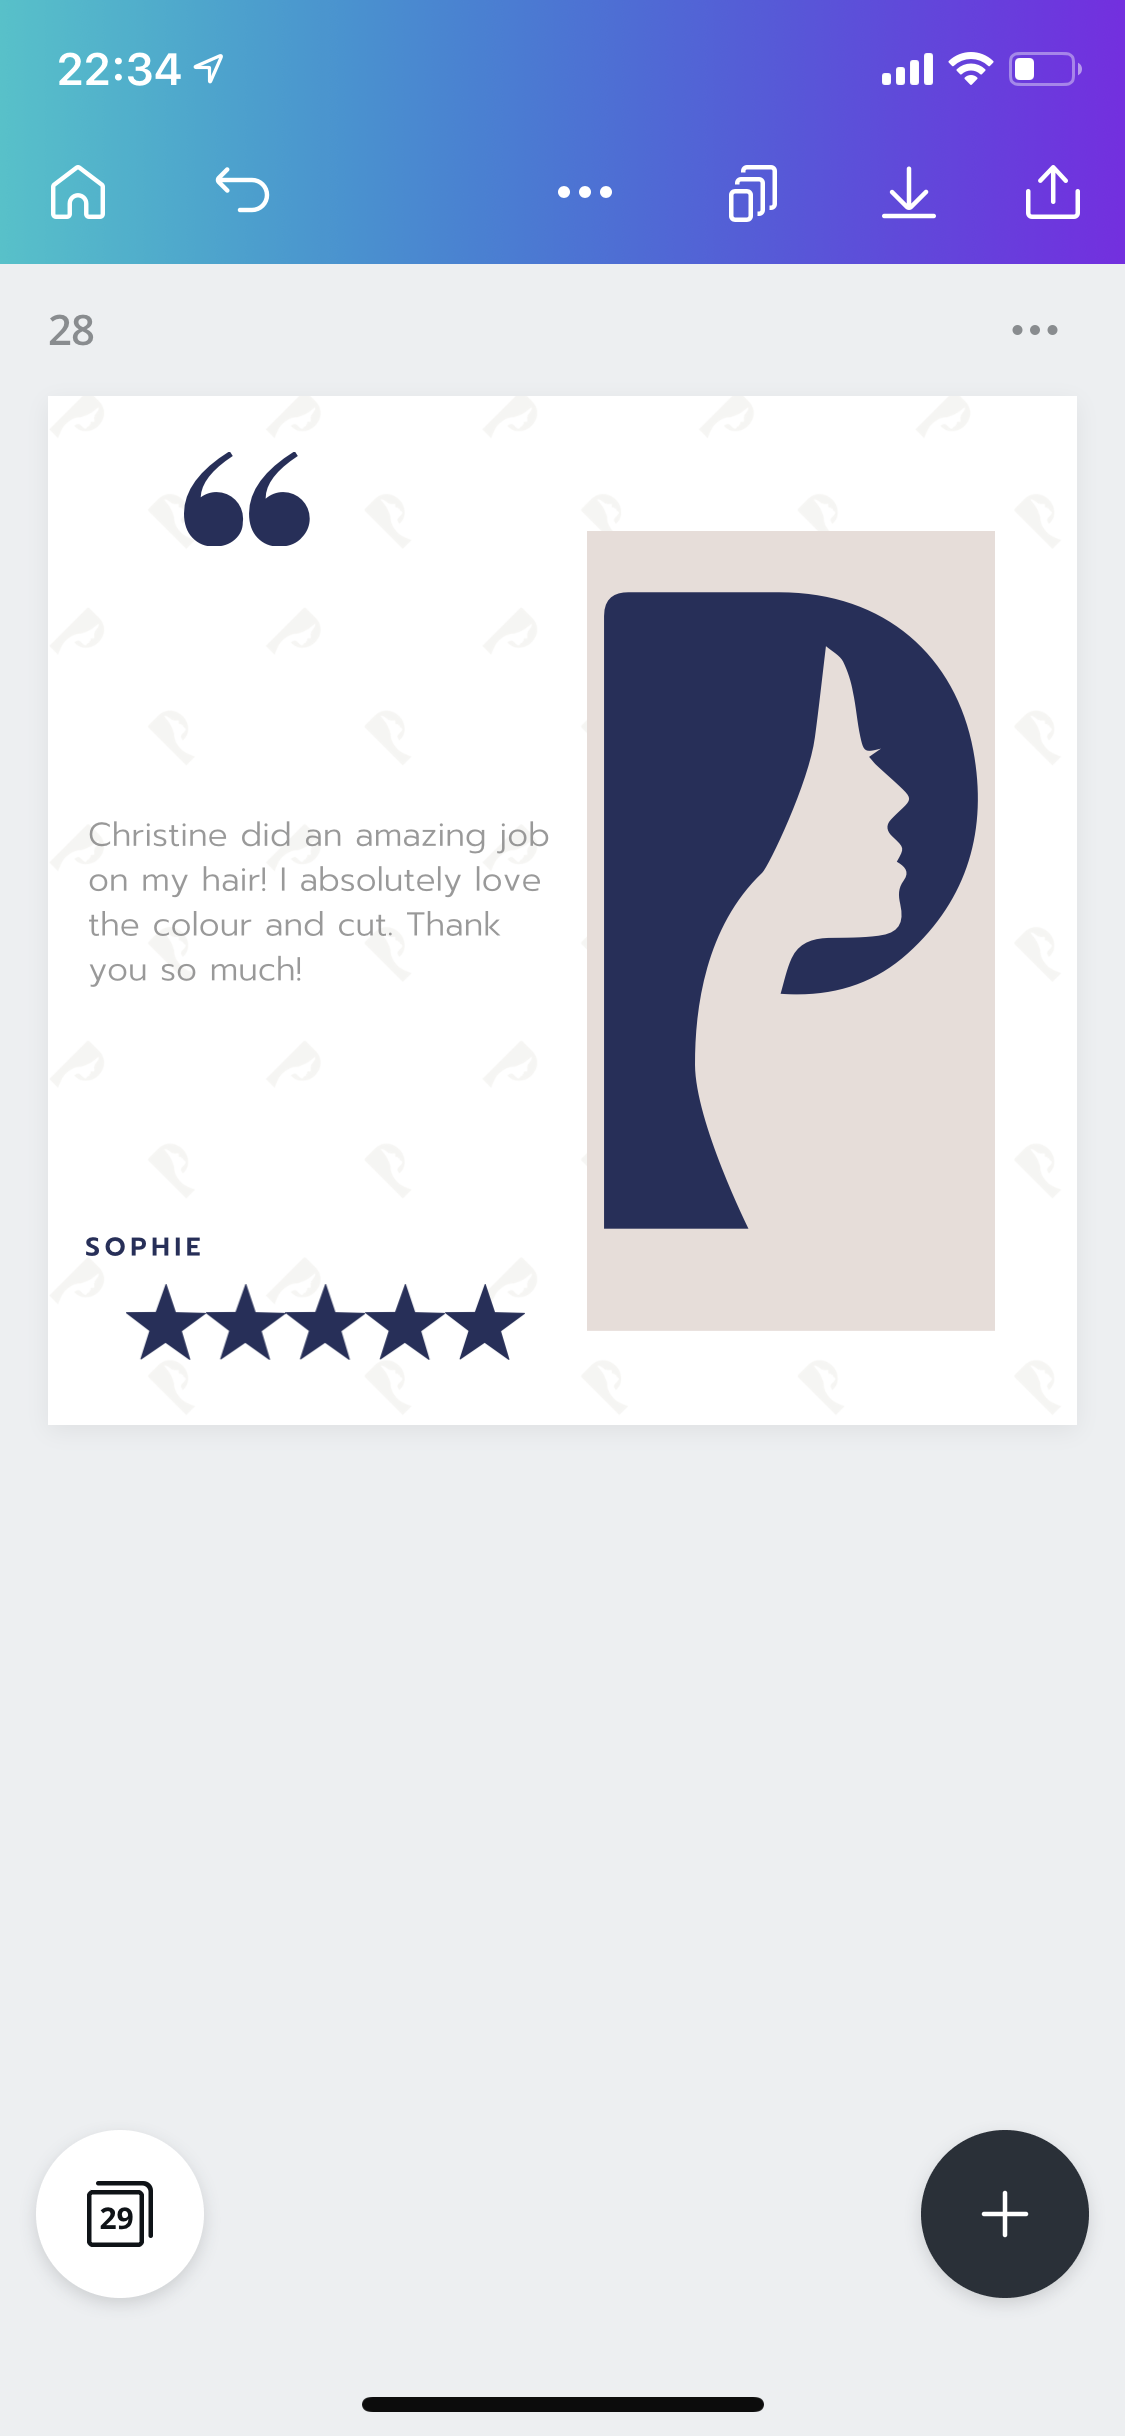 22:34
28
“
Christine did an amazing job
on my hair! I absolutely love
the colour and cut. Thank
you so much!
SOPHIE
29